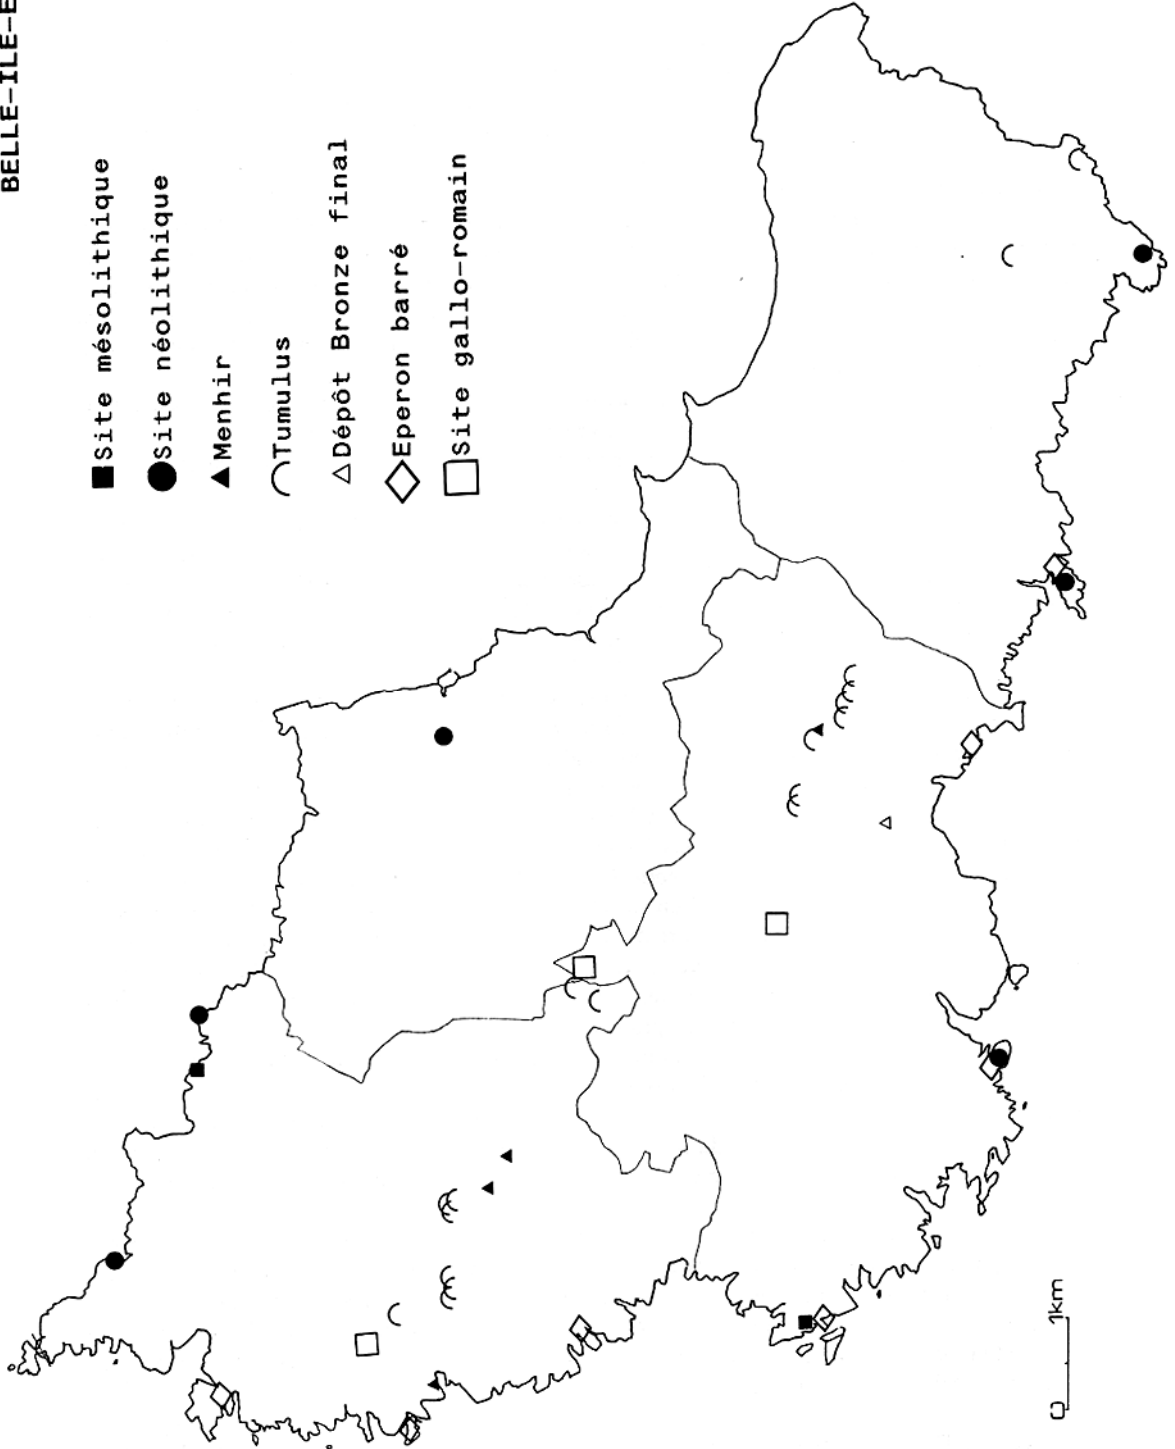 BELLE-ILE-E
Site mésolithique
Site néolithique
Menhir
Tumulus
Dépôt Bronze final
Eperon barré
Site gallo-romain
0 1km